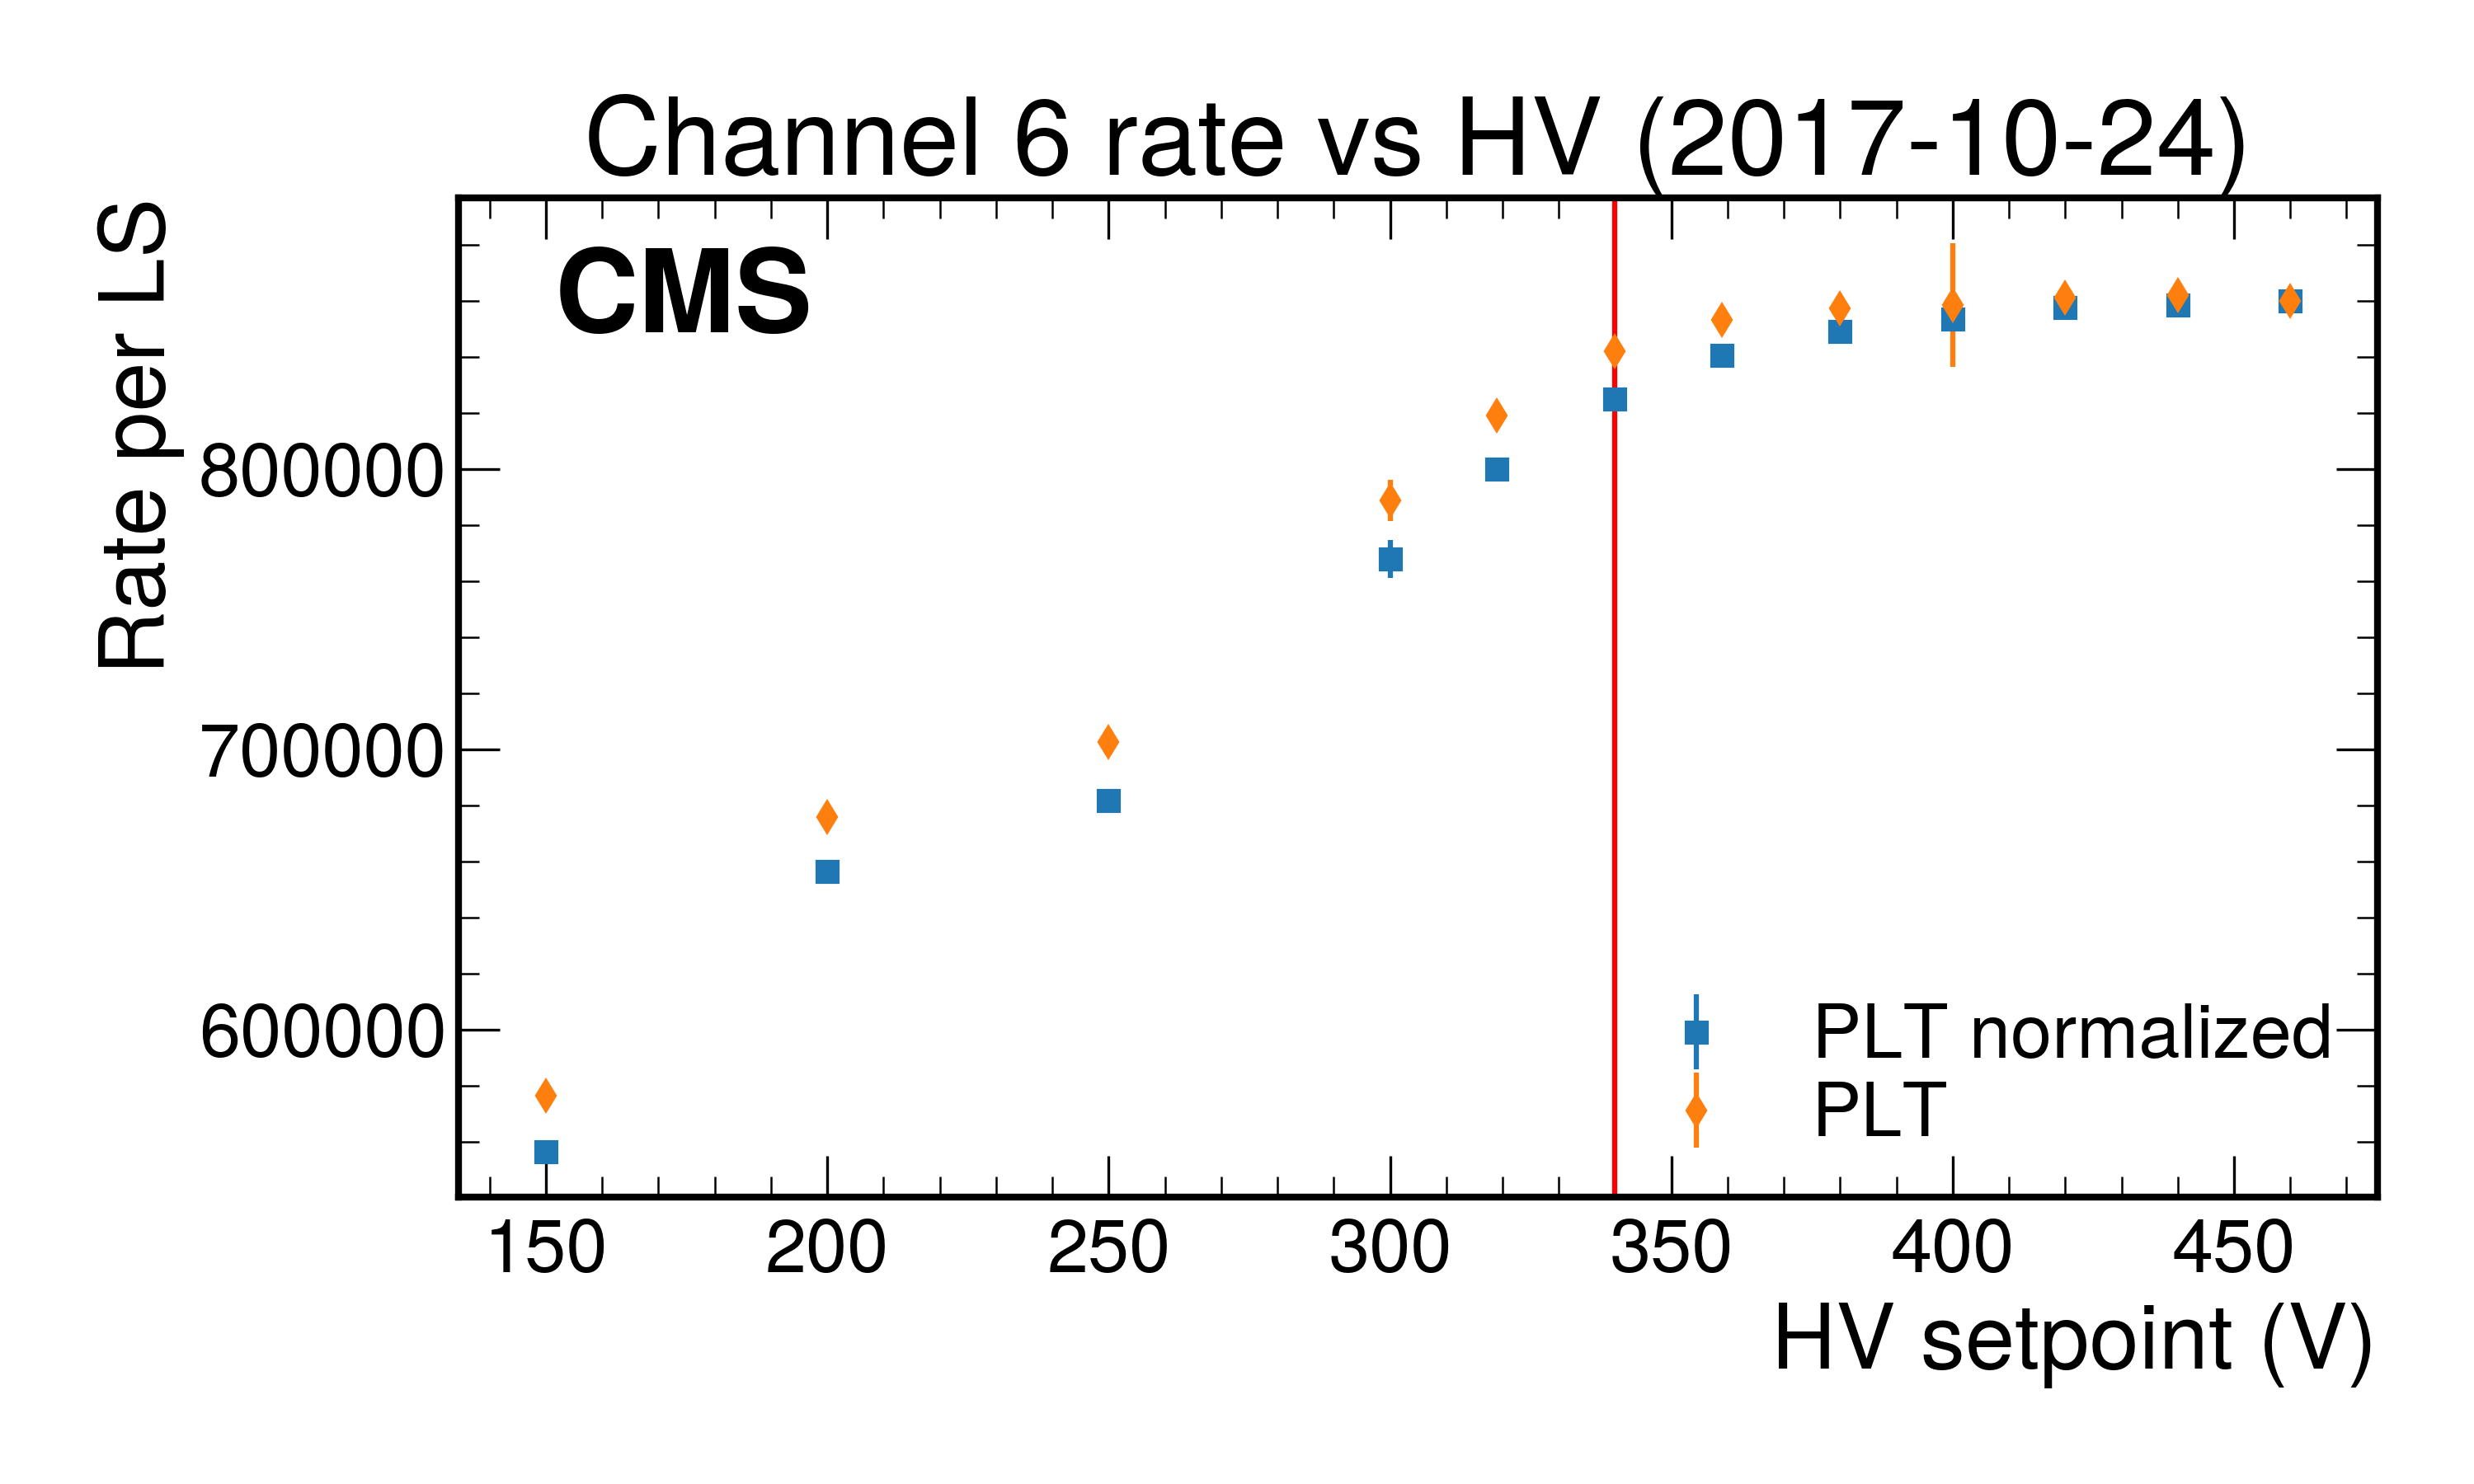 Channel 6 rate vs HV (2017-10-24)
CMS
Rate per LS
800000
700000
600000
PLT normalized
PLT
150 200 250 300 350 400 450
HV setpoint (V)